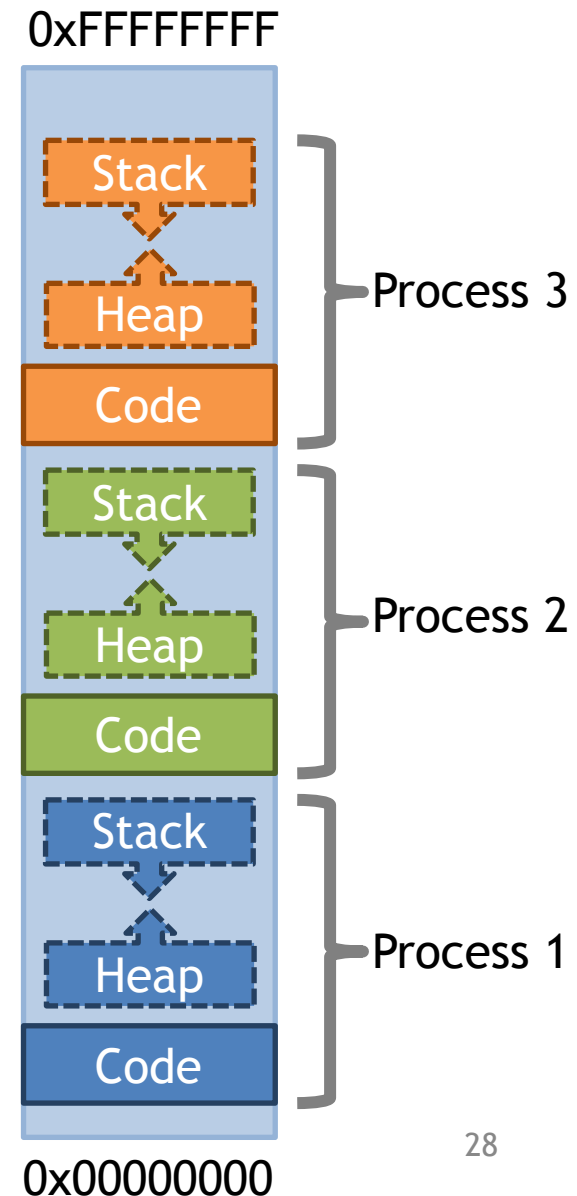 0xFFFFFFFF
Stack
Heap
Code
Process 3
Stack
Heap
Code
Process 2
Stack
Heap
Code
Process 1
28
0x00000000